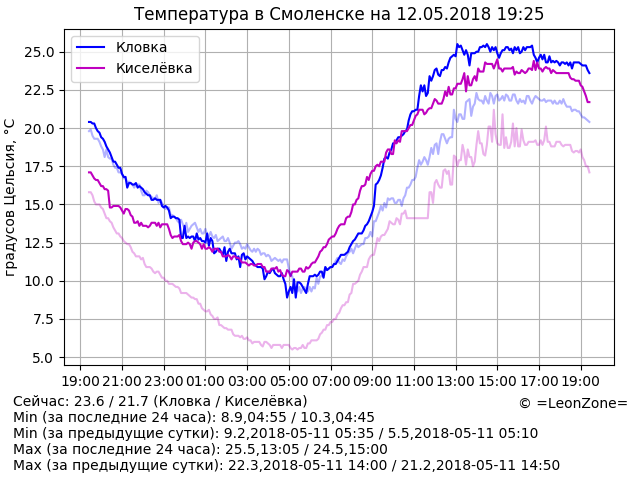 Температура в Смоленске на 12.05.2018 19:25
Кловка
Киселёвка
градусов Цельсия, °C
25.0
22.5
20.0
17.5
15.0
12.5
10.0
7.5
5.0
19:00 21:00 23:00 01:00 03:00 05:00 07:00 09:00 11:00 13:00 15:00 17:00 19:00
Сейчас: 23.6 / 21.7 (Кловка / Киселёвка)
© =LeonZone=
Min (за последние 24 часа): 8.9,04:55 / 10.3,04:45
Min (за предыдущие сутки): 9.2,2018-05-11 05:35 / 5.5,2018-05-11 05:10
Max (за последние 24 часа): 25.5,13:05 / 24.5,15:00
Max (за предыдущие сутки): 22.3,2018-05-11 14:00 / 21.2,2018-05-11 14:50